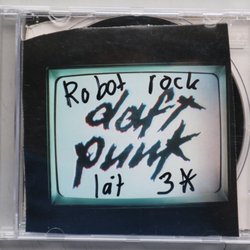 Robot rock
daft
punk
låt 3